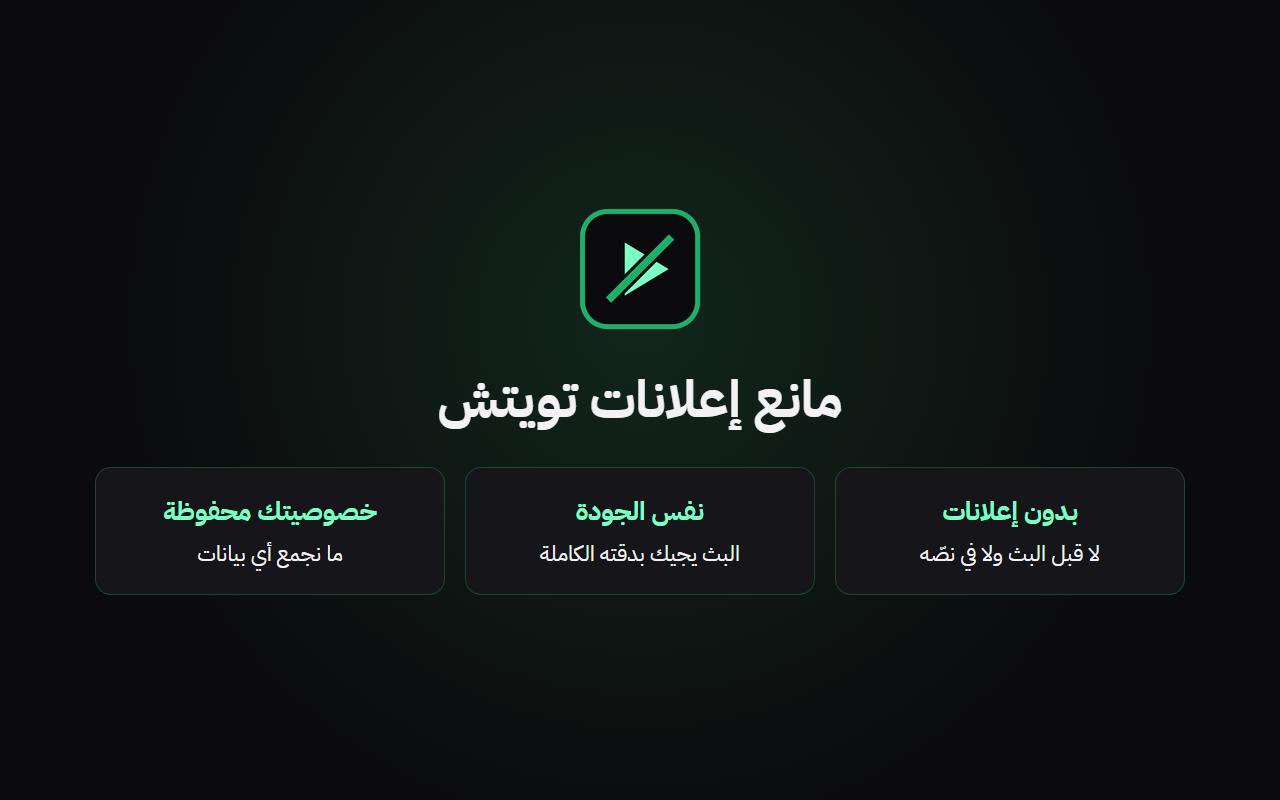 مانع إعلانات تويتش
بدون إعلانات
لا قبل البث ولا في نصّه
نفس الجودة
البث يجيك بدقته الكاملة
خصوصيتك محفوظة
ما نجمع أي بيانات